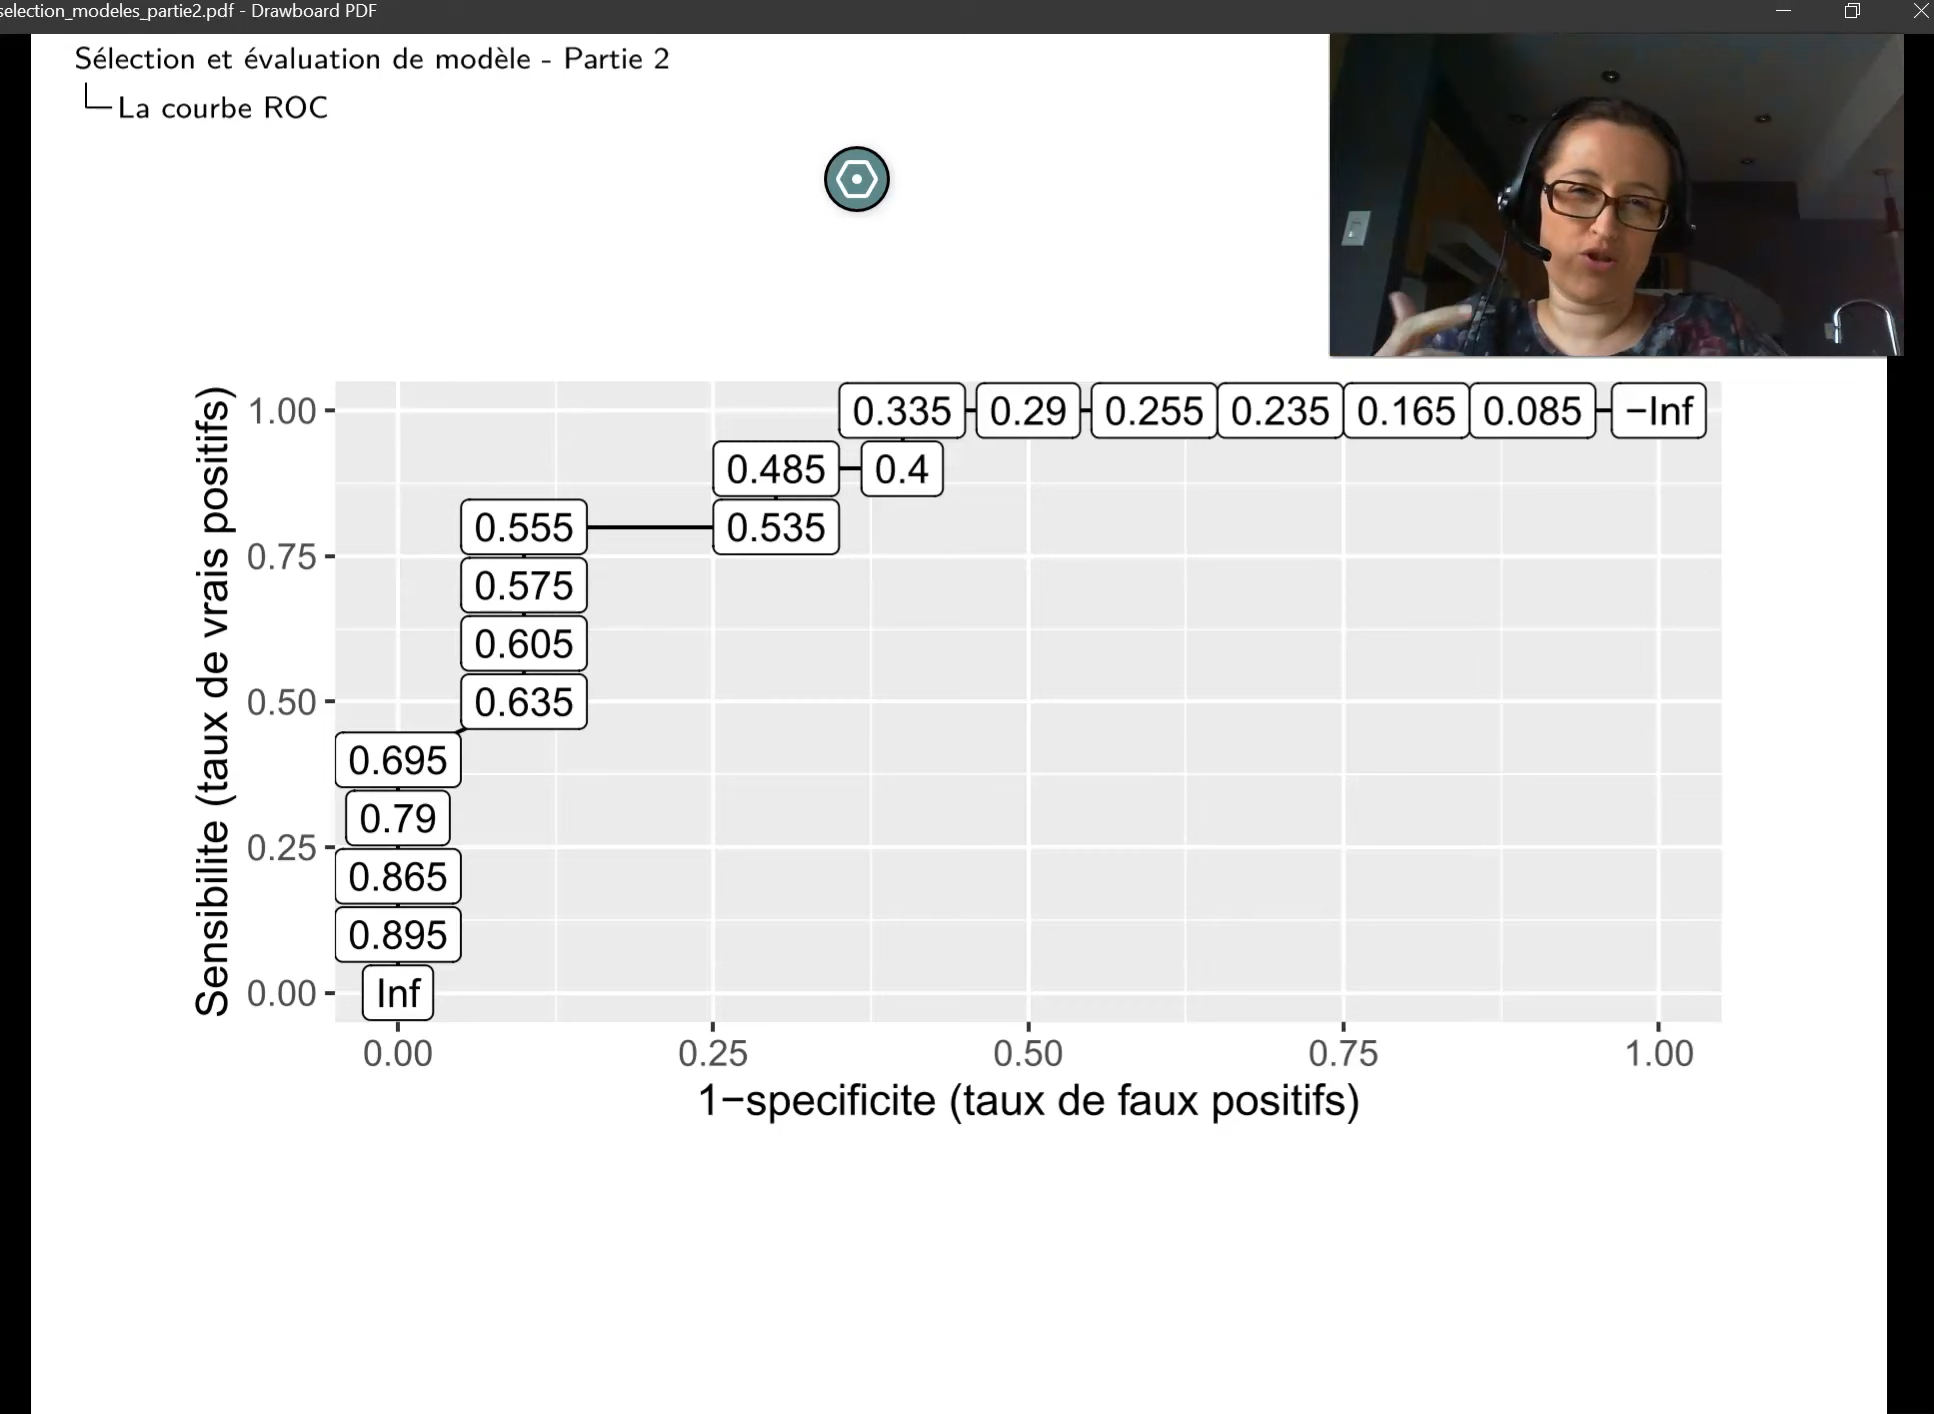 selection_modeles_partie2.pdf - Drawboard PDF
Sélection et évaluation de modèle - Partie 2
La courbe ROC
Sensibilite (taux de vrais positifs)
1.00
0.75
0.50
0.25
0.00
0.335 0.29 0.255 0.235 0.165 0.085 −Inf
0.485 0.4
0.555 0.535
0.575
0.605
0.635
0.695
0.79
0.865
0.895
Inf
0.00 0.25 0.50 0.75 1.00
1−specificite (taux de faux positifs)